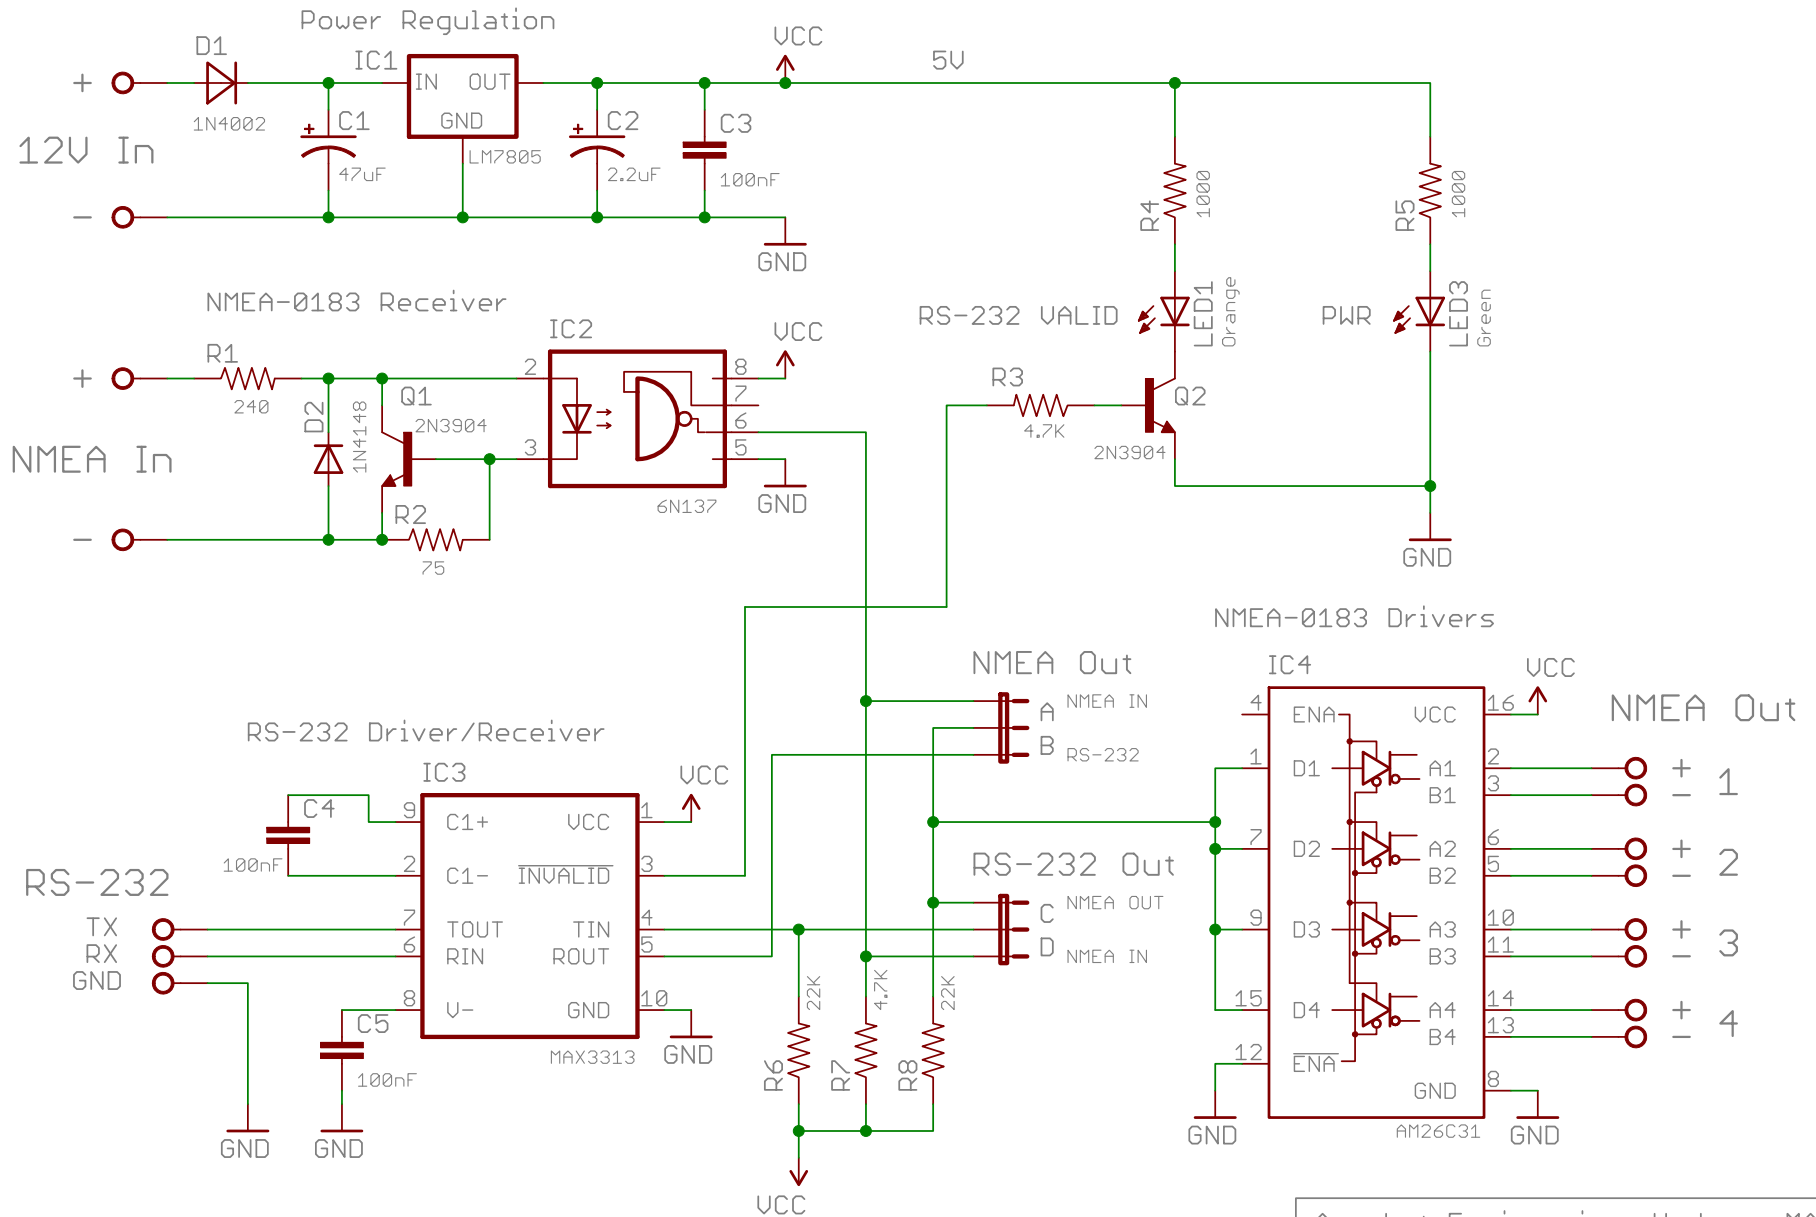 Power Regulation
D1
1N4002
+
12V In
−
IC1
IN OUT
GND
LM7805
+
C1
47uF
+
C2
2.2uF
C3
100nF
VCC
5V
GND
R4
1000
R5
1000
RS-232 VALID
LED1
Orange
PWR
LED3
Green
R3
4.7K
Q2
2N3904
GND
NMEA-0183 Receiver
+
NMEA In
−
R1
240
D2
1N4148
Q1
2N3904
R2
75
IC2
2
3
8
7
6
5
6N137
VCC
GND
RS-232 Driver/Receiver
IC3
C4
100nF
RS-232
TX
RX
GND
GND
C5
100nF
GND
9 C1+ VCC 1
2 C1- INVALID 3
7 TOUT TIN 4
6 RIN ROUT 5
8 V- GND 10
MAX3313
VCC
GND
NMEA Out
A NMEA IN
B RS-232
RS-232 Out
C NMEA OUT
D NMEA IN
R6
22K
R7
4.7K
R8
22K
VCC
NMEA-0183 Drivers
IC4
VCC
NMEA Out
4 ENA VCC 16
1 D1 A1 2 +
B1 3 − 1
7 D2 A2 6 +
B2 5 − 2
9 D3 A3 10 +
B3 11 − 3
15 D4 A4 14 +
B4 13 − 4
12 ENA
GND 8
AM26C31
GND
GND